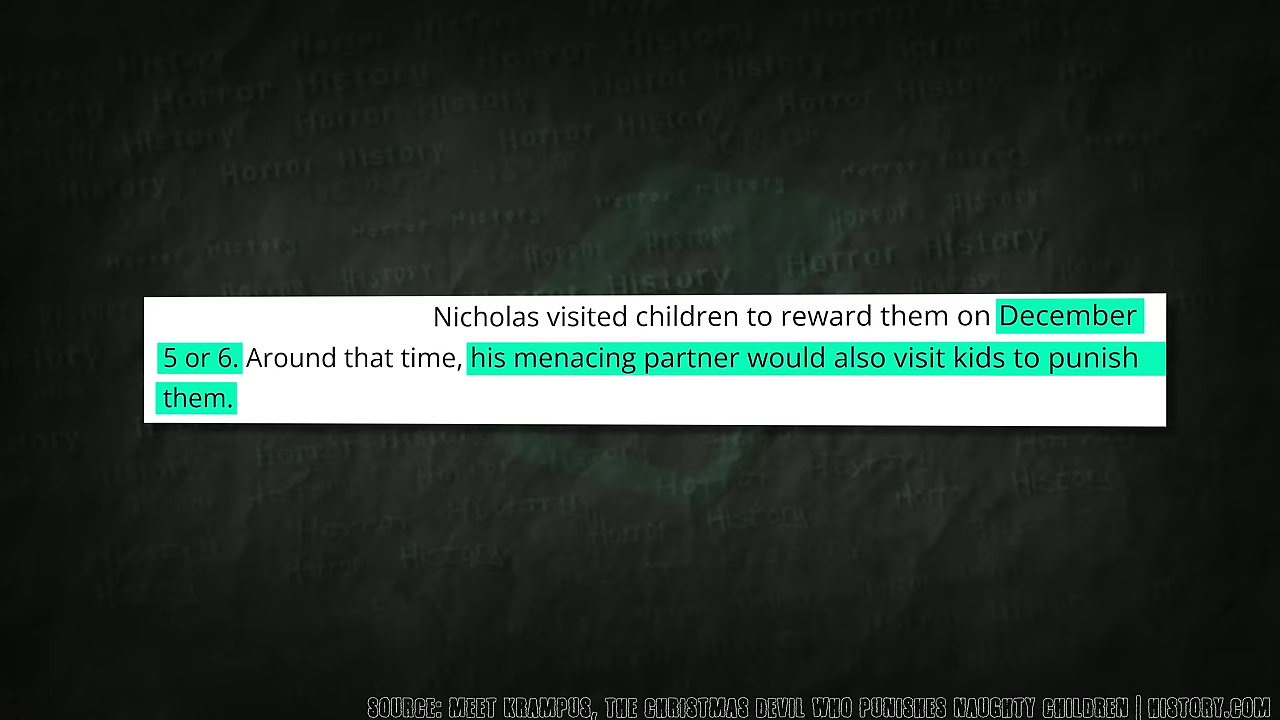 Nicholas visited children to reward them on December
5 or 6. Around that time, his menacing partner would also visit kids to punish
them.
SOURCE: MEET KRAMPUS, THE CHRISTMAS DEVIL WHO PUNISHES NAUGHTY CHILDREN | HISTORY.COM